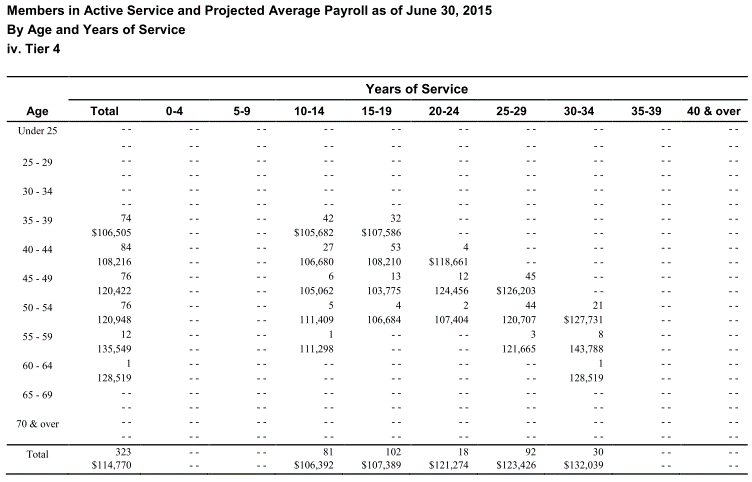 Members in Active Service and Projected Average Payroll as of June 30, 2015
By Age and Years of Service
iv. Tier 4
Years of Service
Age Total 0-4 5-9 10-14 15-19 20-24 25-29 30-34 35-39 40 & over
Under 25 -- -- -- -- -- -- -- -- -- --
-- -- -- -- -- -- -- -- -- --
25 - 29 -- -- -- -- -- -- -- -- -- --
-- -- -- -- -- -- -- -- -- --
30 - 34 -- -- -- -- -- -- -- -- -- --
-- -- -- -- -- -- -- -- -- --
35 - 39 74 -- -- 42 32 -- -- -- -- --
$106,505 -- -- $105,682 $107,586 -- -- -- -- --
40 - 44 84 -- -- 27 53 4 -- -- -- --
108,216 -- -- 106,680 108,210 $118,661 -- -- -- --
45 - 49 76 -- -- 6 13 12 45 -- -- --
120,422 -- -- 105,062 103,775 124,456 $126,203 -- -- --
50 - 54 76 -- -- 5 4 2 44 21 -- --
120,948 -- -- 111,409 106,684 107,404 120,707 $127,731 -- --
55 - 59 12 -- -- 1 -- -- 3 8 -- --
135,549 -- -- 111,298 -- -- 121,665 143,788 -- --
60 - 64 1 -- -- -- -- -- -- 1 -- --
128,519 -- -- -- -- -- -- 128,519 -- --
65 - 69 -- -- -- -- -- -- -- -- -- --
-- -- -- -- -- -- -- -- -- --
70 & over -- -- -- -- -- -- -- -- -- --
-- -- -- -- -- -- -- -- -- --
Total 323 -- -- 81 102 18 92 30 -- --
$114,770 -- -- $106,392 $107,389 $121,274 $123,426 $132,039 -- --